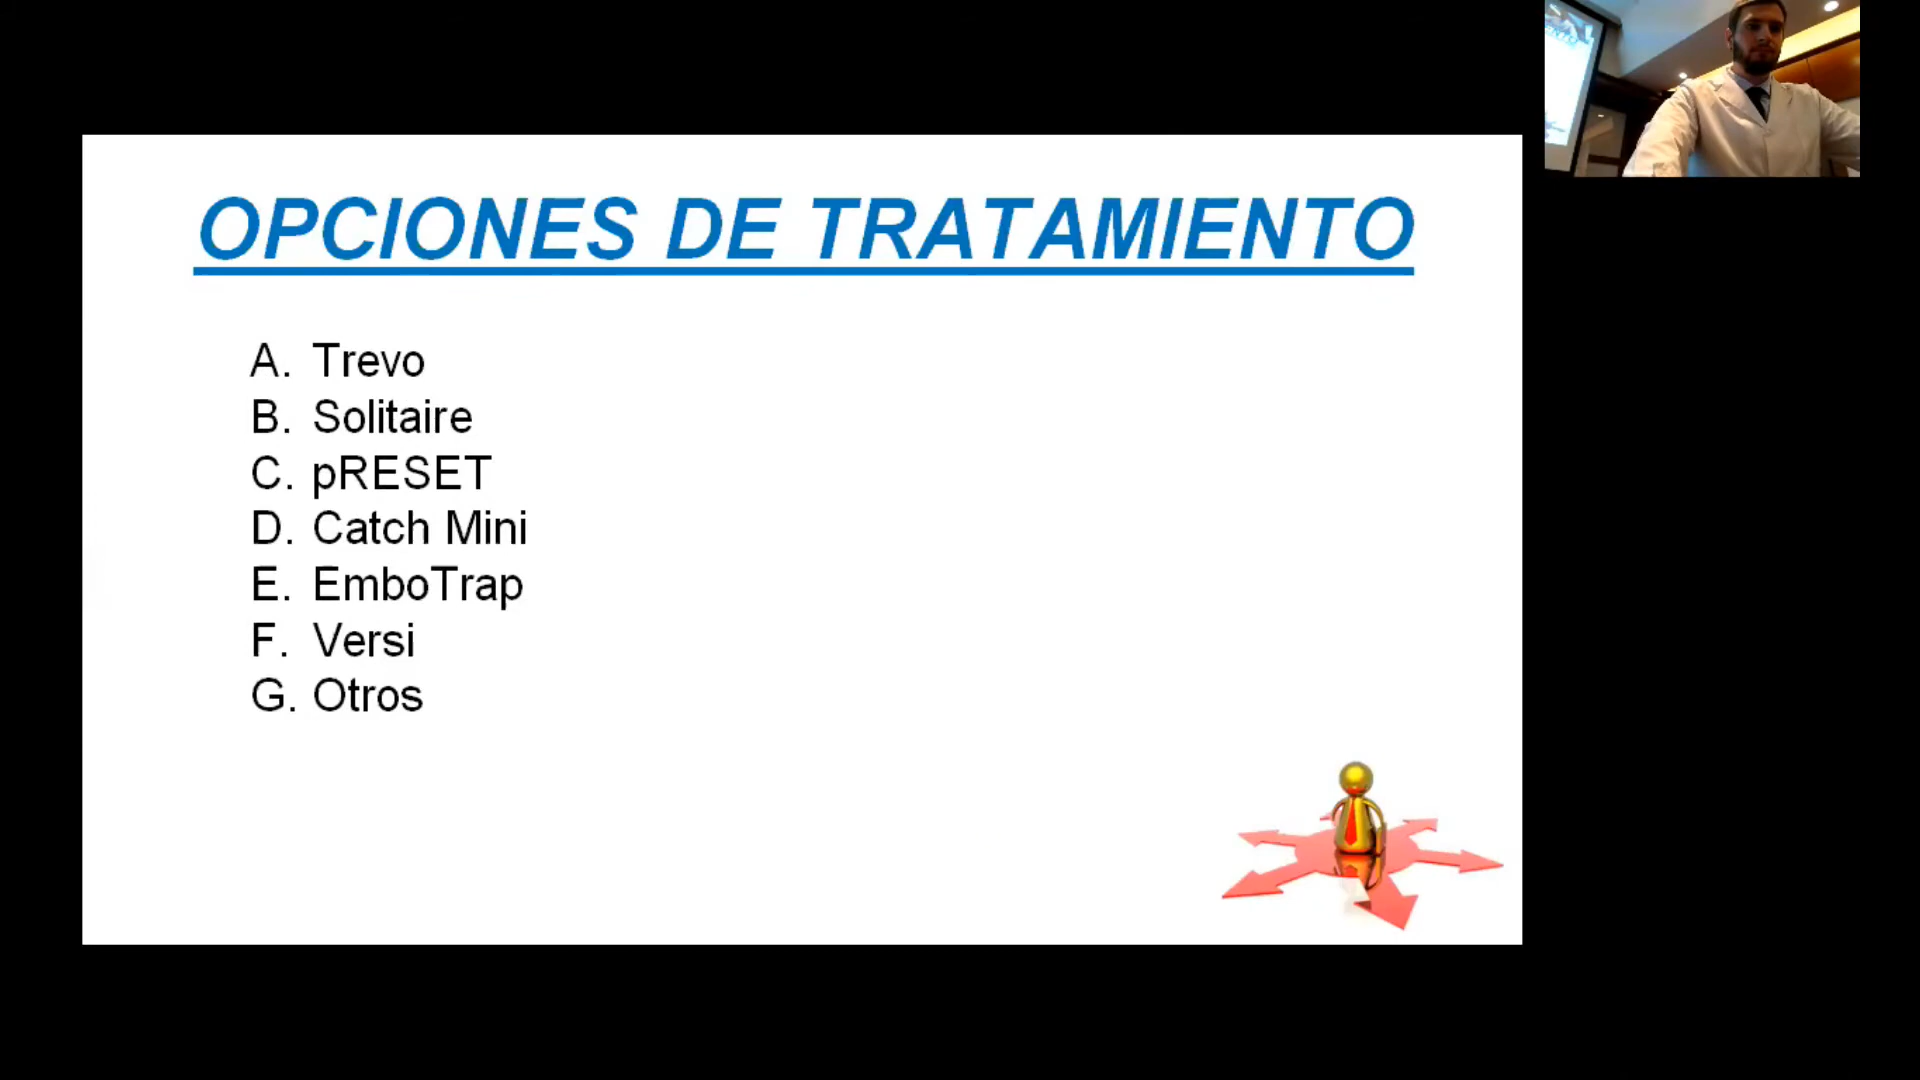 OPCIONES DE TRATAMIENTO
A. Trevo
B. Solitaire
C. pRESET
D. Catch Mini
E. EmboTrap
F. Versi
G. Otros